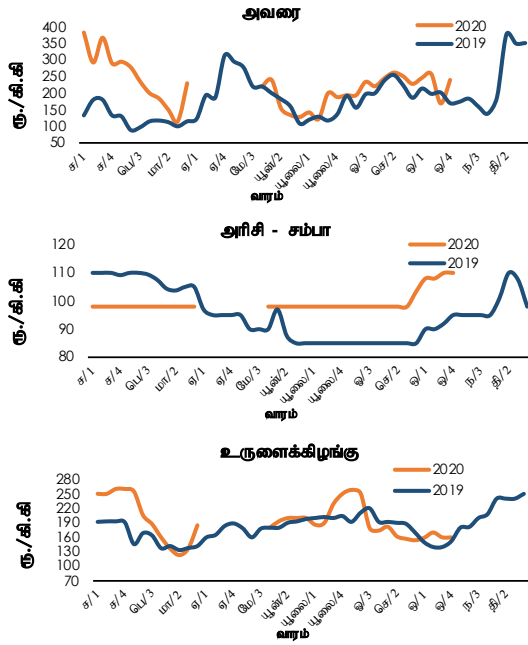 அவரை
ரூ./கி.கி
400
350
300
250
200
150
100
50
2020
2019
ச/1
ச/4
பெ/3
மா/2
ஏ/1
ஏ/4
மே/3
யூன்/2
யூலை/1
யூலை/4
ஓ/3
செ/2
ஒ/1
ஒ/4
ந/3
தி/2
வாரம்
அரிசி - சம்பா
ரூ./கி.கி
120
110
100
90
80
2020
2019
ச/1
ச/4
பெ/3
மா/2
ஏ/1
ஏ/4
மே/3
யூன்/2
யூலை/1
யூலை/4
ஓ/3
செ/2
ஒ/1
ஒ/4
ந/3
தி/2
வாரம்
உருளைக்கிழங்கு
ரூ./கி.கி
280
250
220
190
160
130
100
70
2020
2019
ச/1
ச/4
பெ/3
மா/2
ஏ/1
ஏ/4
மே/3
யூன்/2
யூலை/1
யூலை/4
ஓ/3
செ/2
ஒ/1
ஒ/4
ந/3
தி/2
வாரம்